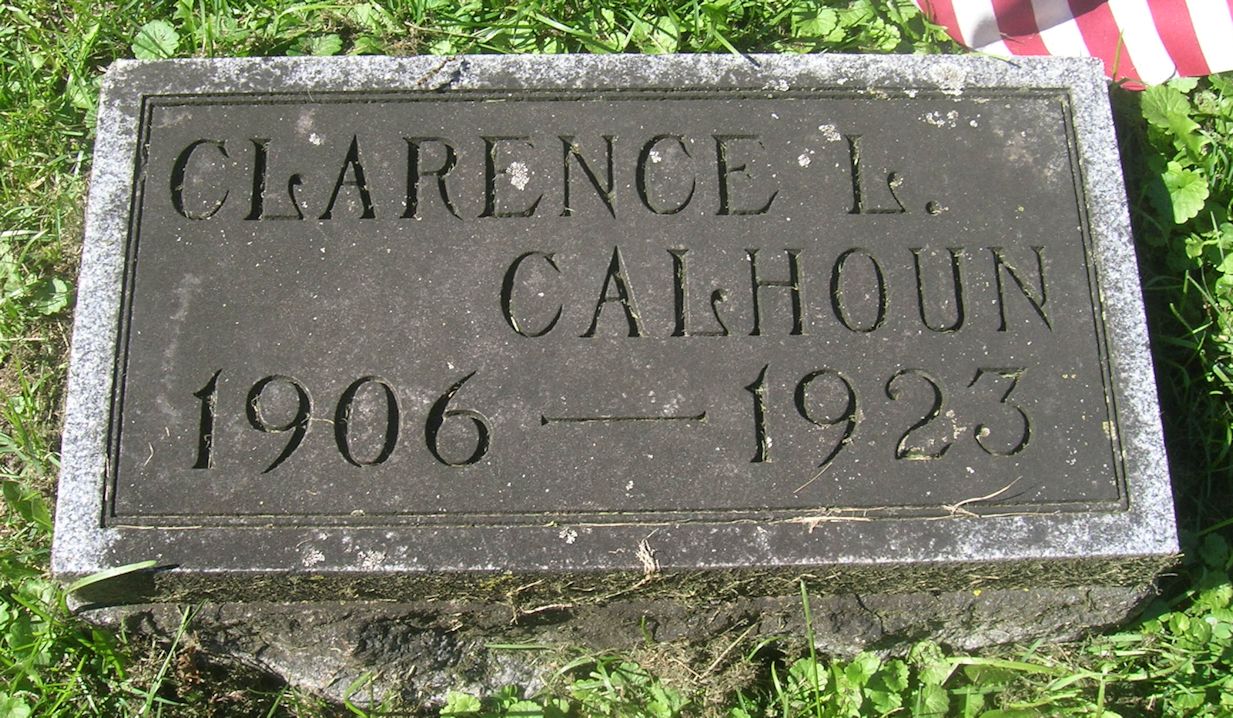 CLARENCE L.
CALHOUN
1906 — 1923